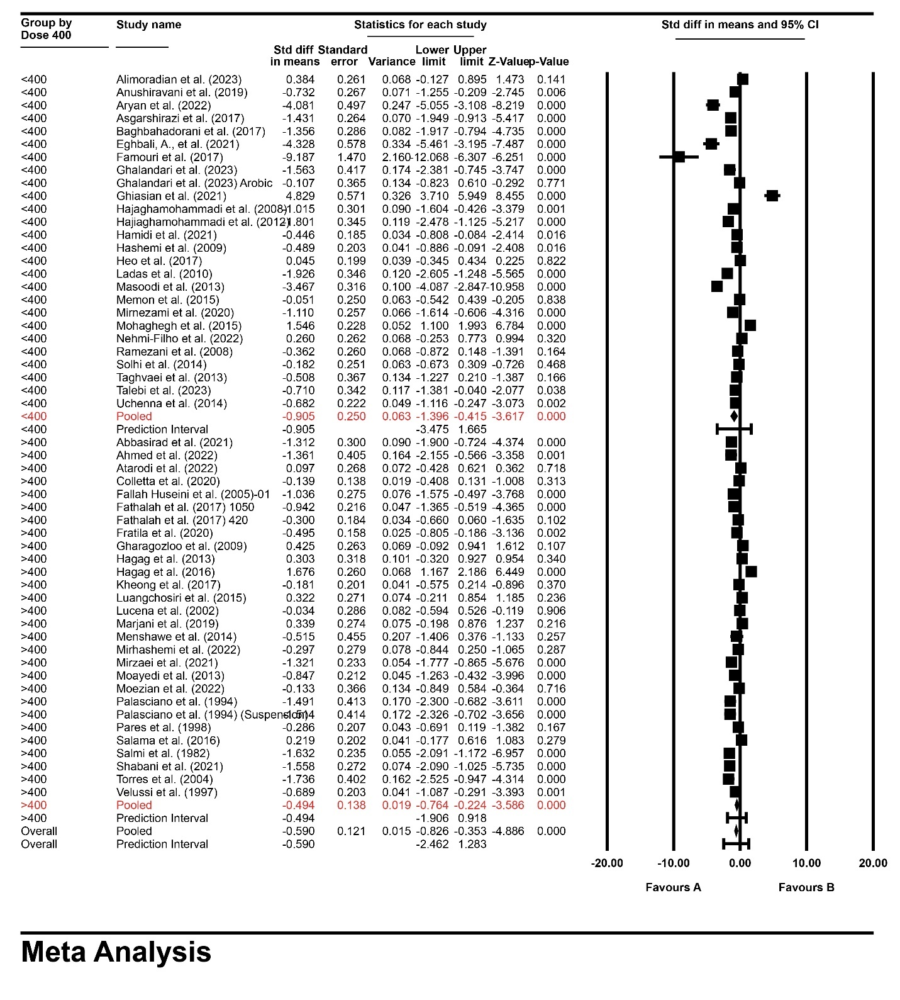 Group by Study name Statistics for each study Std diff in means and 95% CI
Dose 400
Std diff Standard Lower Upper
in means error Variance limit limit Z-Value p-Value
<400 Alimoradian et al. (2023) 0.384 0.261 0.068 -0.127 0.895 1.473 0.141
<400 Anushiravani et al. (2019) -0.732 0.267 0.071 -1.255 -0.209 -2.745 0.006
<400 Aryan et al. (2022) -4.081 0.497 0.247 -5.055 -3.108 -8.219 0.000
<400 Asgarshirazi et al. (2017) -1.431 0.264 0.070 -1.949 -0.913 -5.417 0.000
<400 Baghbahadorani et al. (2017) -1.356 0.286 0.082 -1.917 -0.794 -4.735 0.000
<400 Eghbali, A., et al. (2021) -4.328 0.578 0.334 -5.461 -3.195 -7.487 0.000
<400 Famouri et al. (2017) -9.187 1.470 2.160 -12.068 -6.307 -6.251 0.000
<400 Ghalandari et al. (2023) -1.563 0.417 0.174 -2.381 -0.745 -3.747 0.000
<400 Ghalandari et al. (2023) Arobic -0.107 0.365 0.134 -0.823 0.610 -0.292 0.771
<400 Ghiasian et al. (2021) 4.829 0.571 0.326 3.710 5.949 8.455 0.000
<400 Hajaghamohammadi et al. (2008) -1.015 0.301 0.090 -1.604 -0.426 -3.379 0.001
<400 Hajiaghamohammadi et al. (2012) -1.801 0.345 0.119 -2.478 -1.125 -5.217 0.000
<400 Hamidi et al. (2021) -0.446 0.185 0.034 -0.808 -0.084 -2.414 0.016
<400 Hashemi et al. (2009) -0.489 0.203 0.041 -0.886 -0.091 -2.408 0.016
<400 Heo et al. (2017) 0.045 0.199 0.039 -0.345 0.434 0.225 0.822
<400 Ladas et al. (2010) -1.926 0.346 0.120 -2.605 -1.248 -5.565 0.000
<400 Masoodi et al. (2013) -3.467 0.316 0.100 -4.087 -2.847 -10.958 0.000
<400 Memon et al. (2015) -0.051 0.250 0.063 -0.542 0.439 -0.205 0.838
<400 Mirnezami et al. (2020) -1.110 0.257 0.066 -1.614 -0.606 -4.316 0.000
<400 Mohaghegh et al. (2015) 1.546 0.228 0.052 1.100 1.993 6.784 0.000
<400 Nehmi-Filho et al. (2022) 0.260 0.262 0.068 -0.253 0.773 0.994 0.320
<400 Ramezani et al. (2008) -0.362 0.260 0.068 -0.872 0.148 -1.391 0.164
<400 Solhi et al. (2014) -0.182 0.251 0.063 -0.673 0.309 -0.726 0.468
<400 Taghvaei et al. (2013) -0.508 0.367 0.134 -1.227 0.210 -1.387 0.166
<400 Talebi et al. (2023) -0.710 0.342 0.117 -1.381 -0.040 -2.077 0.038
<400 Uchenna et al. (2014) -0.682 0.222 0.049 -1.116 -0.247 -3.073 0.002
<400 Pooled -0.905 0.250 0.063 -1.396 -0.415 -3.617 0.000
<400 Prediction Interval -0.905 -3.475 1.665
>400 Abbasirad et al. (2021) -1.312 0.300 0.090 -1.900 -0.724 -4.374 0.000
>400 Ahmed et al. (2022) -1.361 0.405 0.164 -2.155 -0.566 -3.358 0.001
>400 Atarodi et al. (2022) 0.097 0.268 0.072 -0.428 0.621 0.362 0.718
>400 Colletta et al. (2020) -0.139 0.138 0.019 -0.408 0.131 -1.008 0.313
>400 Fallah Huseini et al. (2005)-01 -1.036 0.275 0.076 -1.575 -0.497 -3.768 0.000
>400 Fathalah et al. (2017) 1050 -0.942 0.216 0.047 -1.365 -0.519 -4.365 0.000
>400 Fathalah et al. (2017) 420 -0.300 0.184 0.034 -0.660 0.060 -1.635 0.102
>400 Fratila et al. (2020) -0.495 0.158 0.025 -0.805 -0.186 -3.136 0.002
>400 Gharagozloo et al. (2009) 0.425 0.263 0.069 -0.092 0.941 1.612 0.107
>400 Hagag et al. (2013) 0.303 0.318 0.101 -0.320 0.927 0.954 0.340
>400 Hagag et al. (2016) 1.676 0.260 0.068 1.167 2.186 6.449 0.000
>400 Kheong et al. (2017) -0.181 0.201 0.041 -0.575 0.214 -0.896 0.370
>400 Luangchosiri et al. (2015) 0.322 0.271 0.074 -0.211 0.854 1.185 0.236
>400 Lucena et al. (2002) -0.034 0.286 0.082 -0.594 0.526 -0.119 0.906
>400 Marjani et al. (2019) 0.339 0.274 0.075 -0.198 0.876 1.237 0.216
>400 Menshawe et al. (2014) -0.515 0.455 0.207 -1.406 0.376 -1.133 0.257
>400 Mirhashemi et al. (2022) -0.297 0.279 0.078 -0.844 0.250 -1.065 0.287
>400 Mirzaei et al. (2021) -1.321 0.233 0.054 -1.777 -0.865 -5.676 0.000
>400 Moayedi et al. (2013) -0.847 0.212 0.045 -1.263 -0.432 -3.996 0.000
>400 Moezian et al. (2022) -0.133 0.366 0.134 -0.849 0.584 -0.364 0.716
>400 Palasciano et al. (1994) -1.491 0.413 0.170 -2.300 -0.682 -3.611 0.000
>400 Palasciano et al. (1994) (Suspension) -1.514 0.414 0.172 -2.326 -0.702 -3.656 0.000
>400 Pares et al. (1998) -0.286 0.207 0.043 -0.691 0.119 -1.382 0.167
>400 Salama et al. (2016) 0.219 0.202 0.041 -0.177 0.616 1.083 0.279
>400 Salmi et al. (1982) -1.632 0.235 0.055 -2.091 -1.172 -6.957 0.000
>400 Shabani et al. (2021) -1.558 0.272 0.074 -2.090 -1.025 -5.735 0.000
>400 Torres et al. (2004) -1.736 0.402 0.162 -2.525 -0.947 -4.314 0.000
>400 Velussi et al. (1997) -0.689 0.203 0.041 -1.087 -0.291 -3.393 0.001
>400 Pooled -0.494 0.138 0.019 -0.764 -0.224 -3.586 0.000
>400 Prediction Interval -0.494 -1.906 0.918
Overall Pooled -0.590 0.121 0.015 -0.826 -0.353 -4.886 0.000
Overall Prediction Interval -0.590 -2.462 1.283
-20.00 -10.00 0.00 10.00 20.00
Favours A Favours B
Meta Analysis